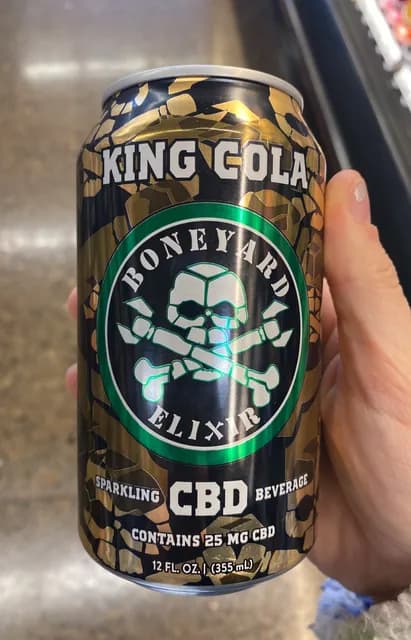 KING COLA
BONEYARD
ELIXIR
SPARKLING CBD BEVERAGE
CONTAINS 25 MG CBD
12 FL. OZ. | (355 mL)